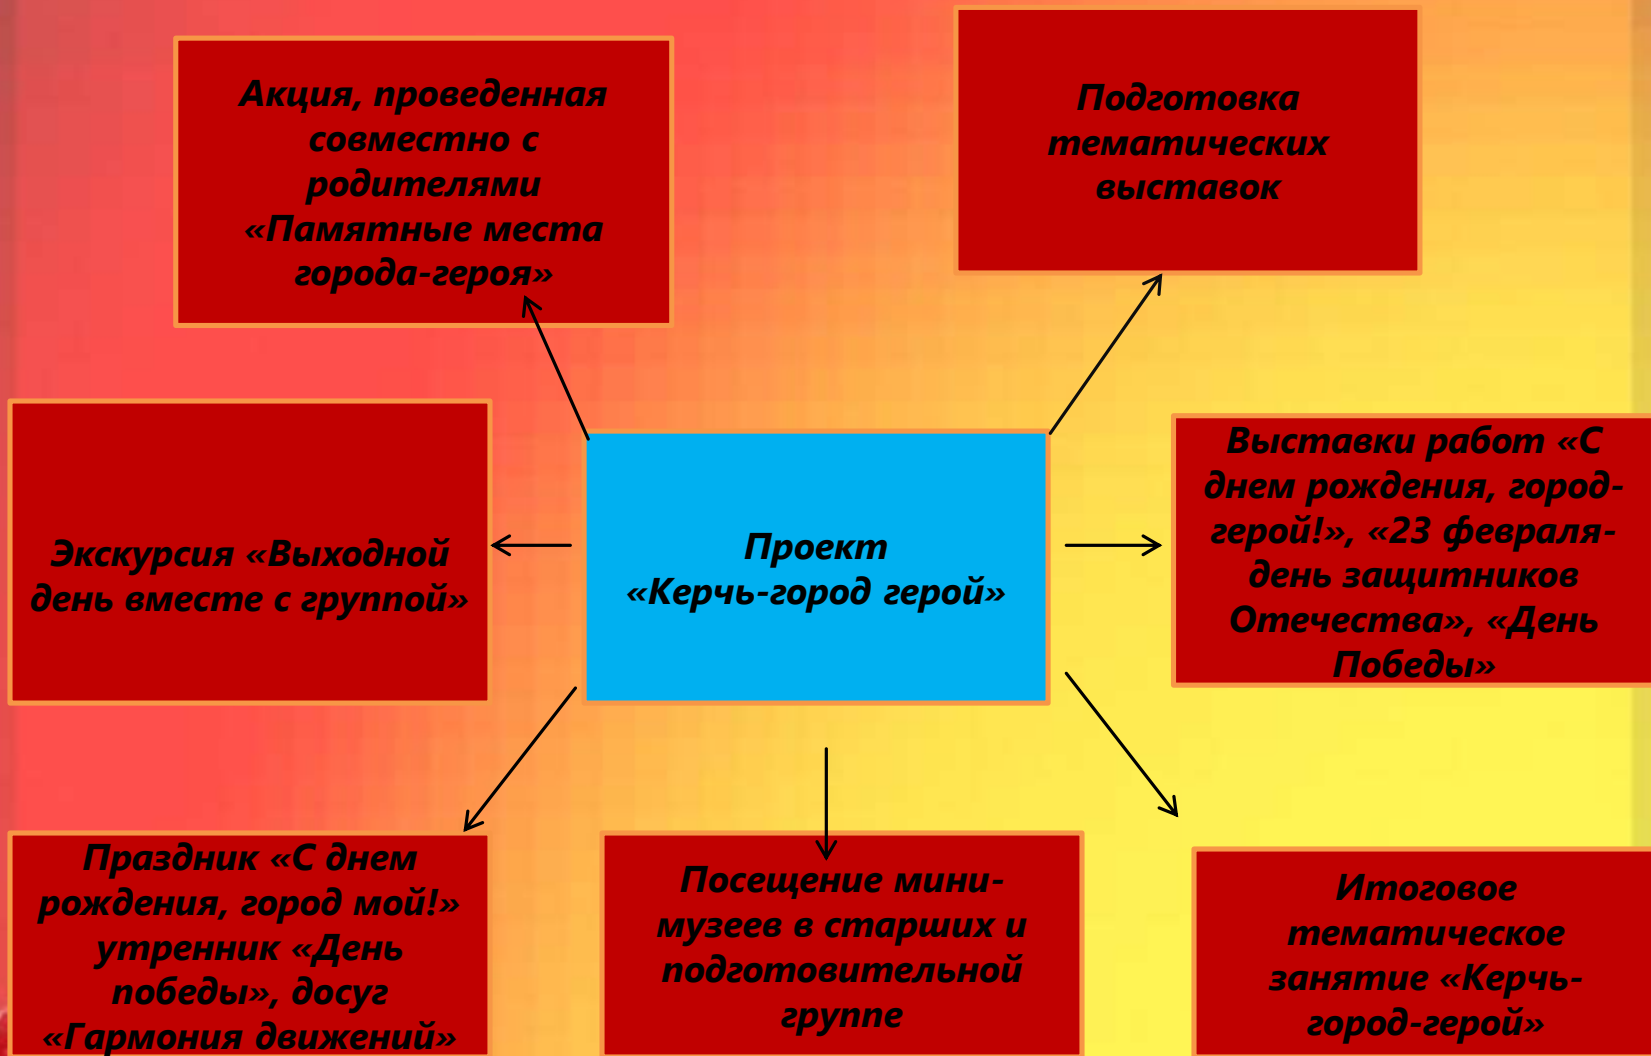 Акция, проведенная
совместно с
родителями
«Памятные места
города-героя»
Подготовка
тематических
выставок
Экскурсия «Выходной
день вместе с группой»
Проект
«Керчь-город герой»
Выставки работ «С
днем рождения, город-
герой!», «23 февраля-
день защитников
Отечества», «День
Победы»
Праздник «С днем
рождения, город мой!»
утренник «День
победы», досуг
«Гармония движений»
Посещение мини-
музеев в старших и
подготовительной
группе
Итоговое
тематическое
занятие «Керчь-
город-герой»